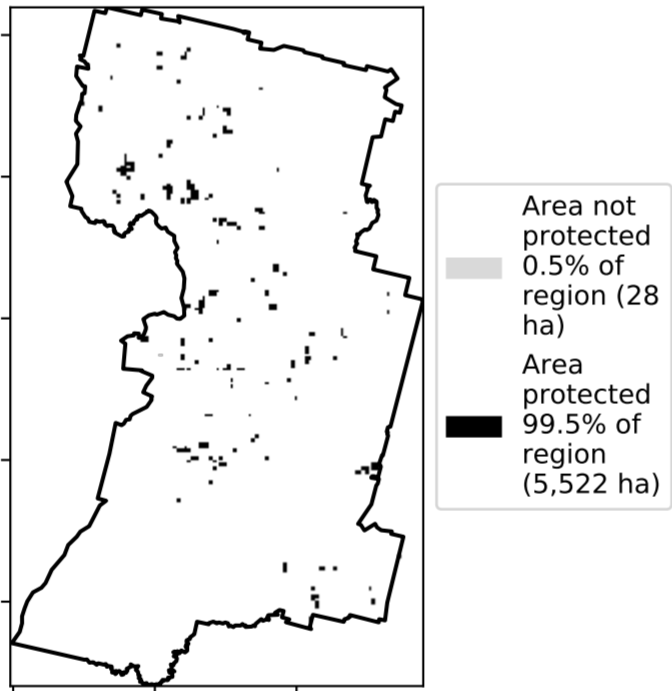 Area not
protected
0.5% of
region (28
ha)
Area
protected
99.5% of
region
(5,522 ha)